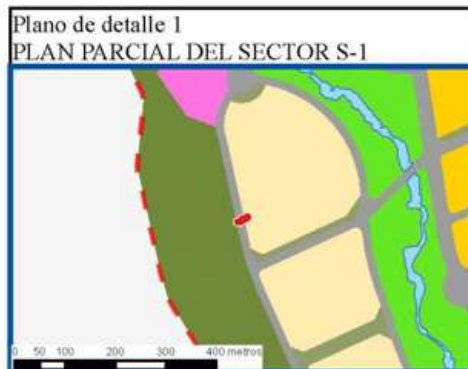 Plano de detalle 1
PLAN PARCIAL DEL SECTOR S-1
0 50 100 200 300 400 metros